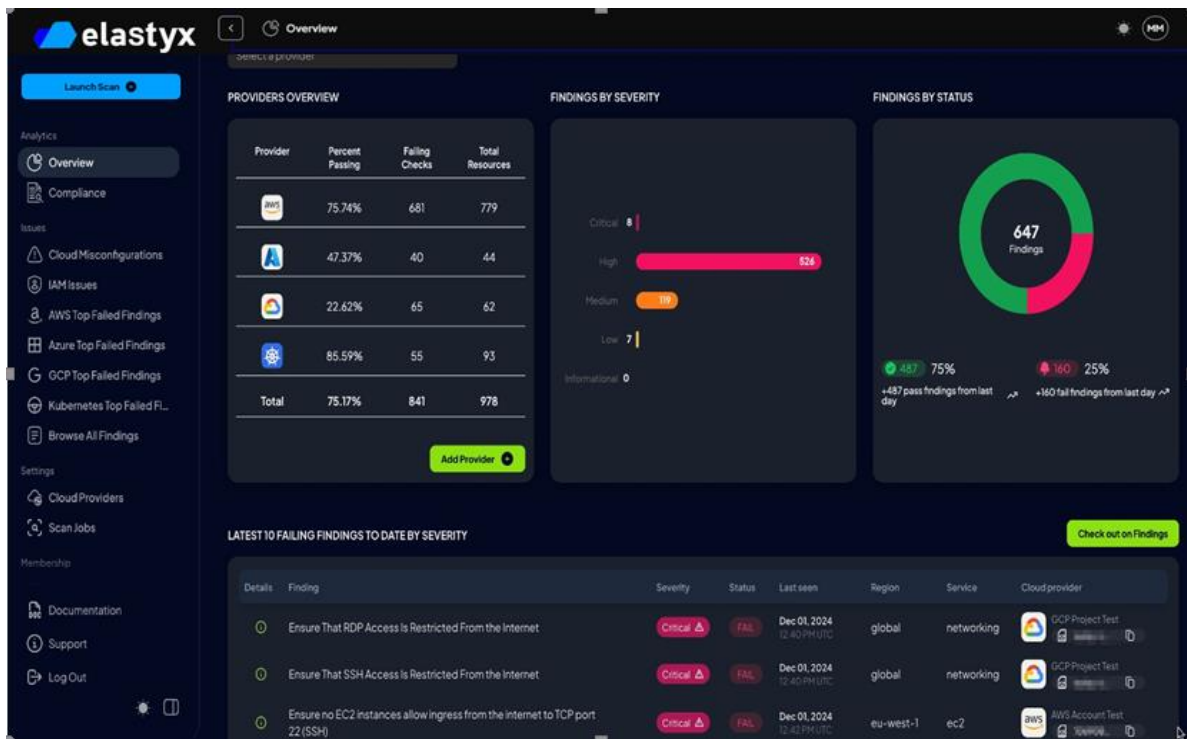 elastyx
Overview
MM
Select a provider
Launch Scan
Analytics
Overview
Compliance
Issues
Cloud Misconfigurations
IAM Issues
AWS Top Failed Findings
Azure Top Failed Findings
GCP Top Failed Findings
Kubernetes Top Failed Fi...
Browse All Findings
Settings
Cloud Providers
Scan Jobs
Membership
DOC
Documentation
Support
Log Out
PROVIDERS OVERVIEW
Provider Percent Passing Failing Checks Total Resources
aws 75.74% 681 779
47.37% 40 44
22.62% 65 62
85.59% 55 93
Total 75.17% 841 978
Add Provider
FINDINGS BY SEVERITY
Critical 8
High 526
Medium 119
Low 7
Informational 0
FINDINGS BY STATUS
647
Findings
487 75%
+487 pass findings from last
day
160 25%
+160 fail findings from last day
LATEST 10 FAILING FINDINGS TO DATE BY SEVERITY
Check out on Findings
Details Finding Severity Status Last seen Region Service Cloud provider
Ensure That RDP Access Is Restricted From the Internet Critical FAIL Dec 01, 2024 12:40 PM UTC global networking GCP Project Test
Ensure That SSH Access Is Restricted From the Internet Critical FAIL Dec 01, 2024 12:40 PM UTC global networking GCP Project Test
Ensure no EC2 instances allow ingress from the internet to TCP port
22 (SSH) Critical FAIL Dec 01, 2024 12:42 PM UTC eu-west-1 ec2 aws AWS Account Test